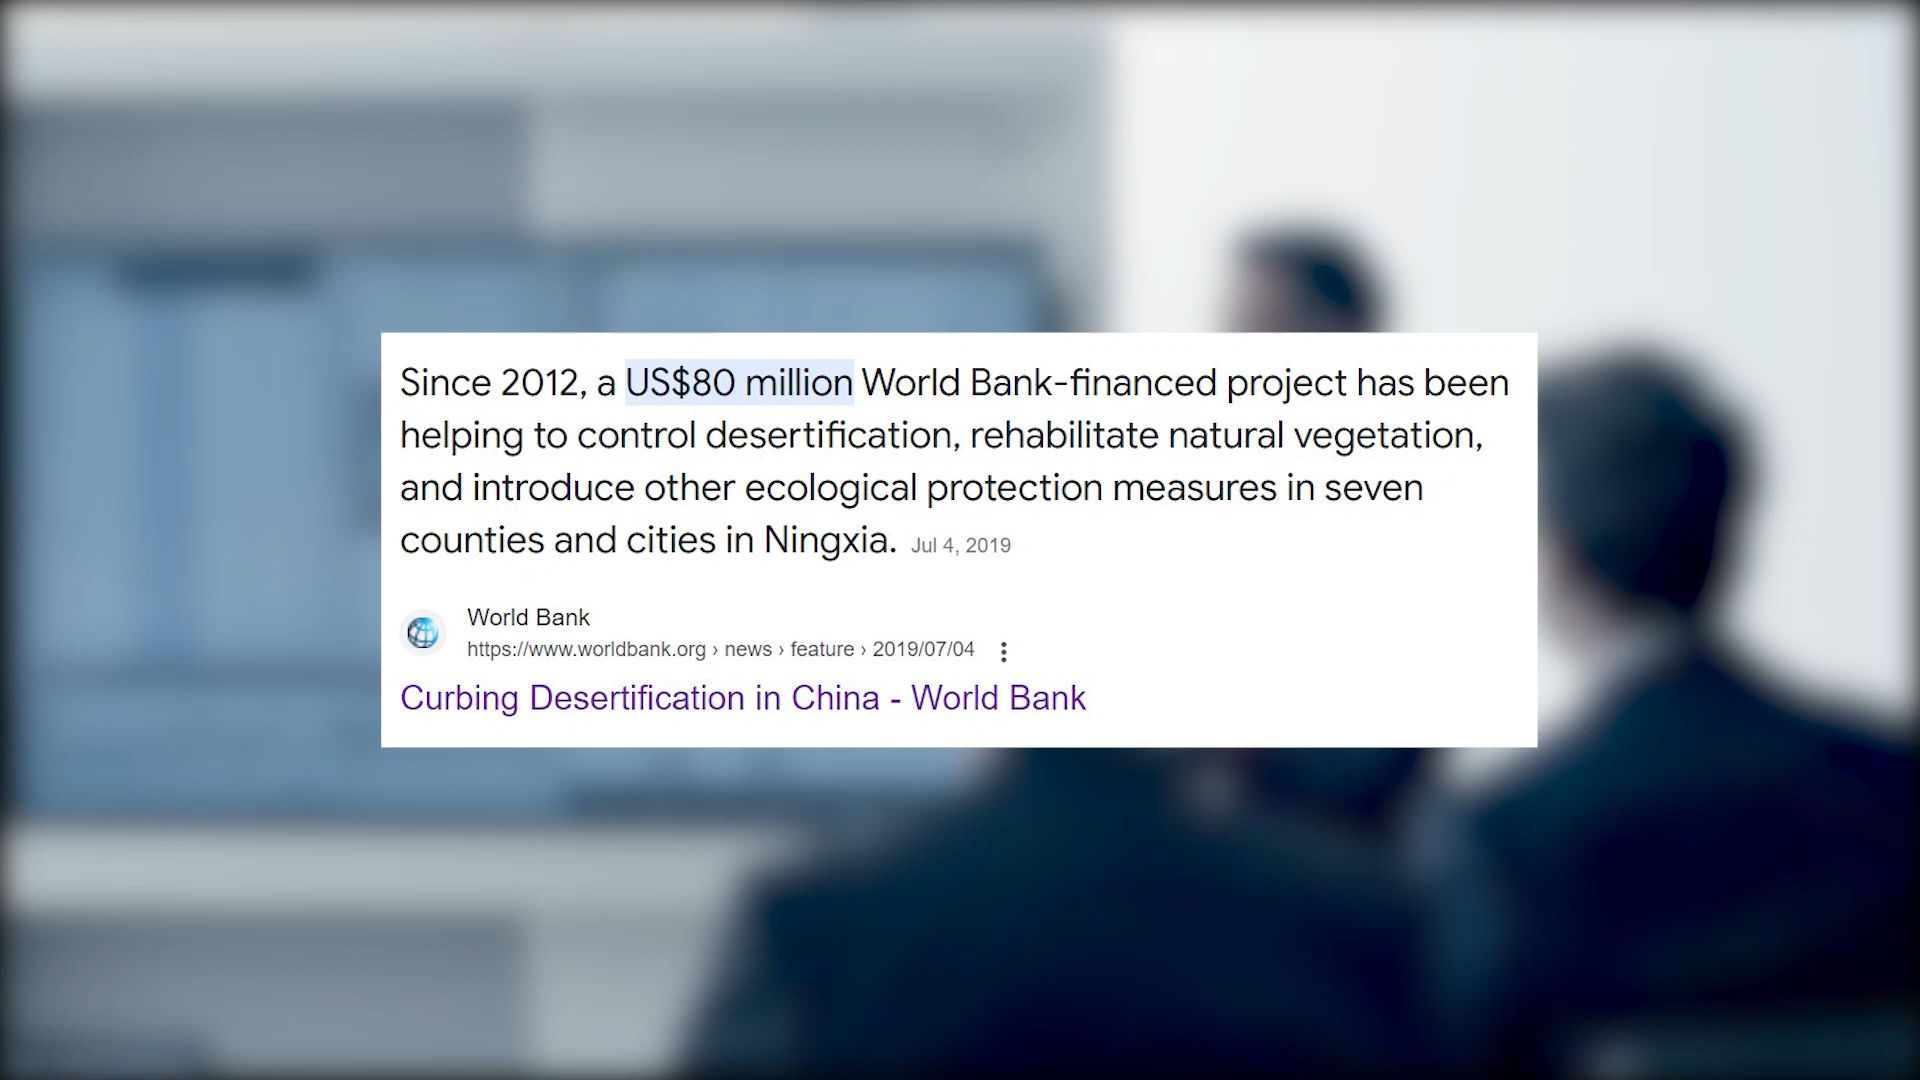 Since 2012, a US$80 million World Bank-financed project has been
helping to control desertification, rehabilitate natural vegetation,
and introduce other ecological protection measures in seven
counties and cities in Ningxia. Jul 4, 2019
World Bank
https://www.worldbank.org › news › feature › 2019/07/04
Curbing Desertification in China - World Bank